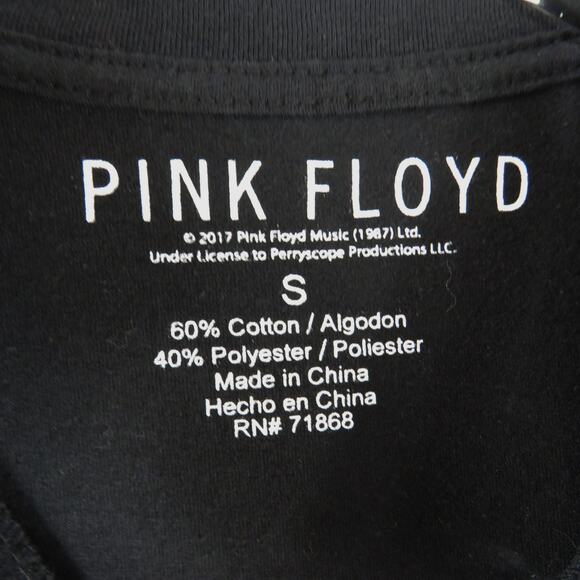 PINK FLOYD
© 2017 Pink Floyd Music (1987) Ltd.
Under License to Perryscope Productions LLC.
S
60% Cotton / Algodon
40% Polyester / Poliester
Made in China
Hecho en China
RN# 71868